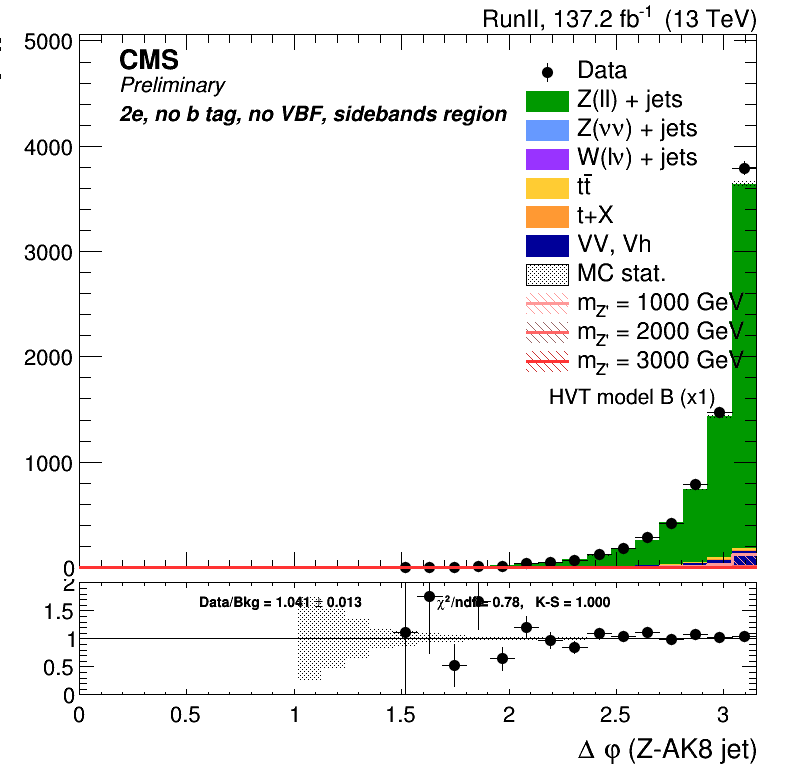 RunII, 137.2 fb⁻¹ (13 TeV)
CMS
Preliminary
2e, no b tag, no VBF, sidebands region
Data
Z(ll) + jets
Z(νν) + jets
W(lν) + jets
tt̄
t+X
VV, Vh
MC stat.
m_Z' = 1000 GeV
m_Z' = 2000 GeV
m_Z' = 3000 GeV
HVT model B (x1)
5000
4000
3000
2000
1000
0
2
1.5
1
0.5
0
Data/Bkg = 1.041 ± 0.013
χ²/ndf = 0.78, K-S = 1.000
0 0.5 1 1.5 2 2.5 3
Δ φ (Z-AK8 jet)